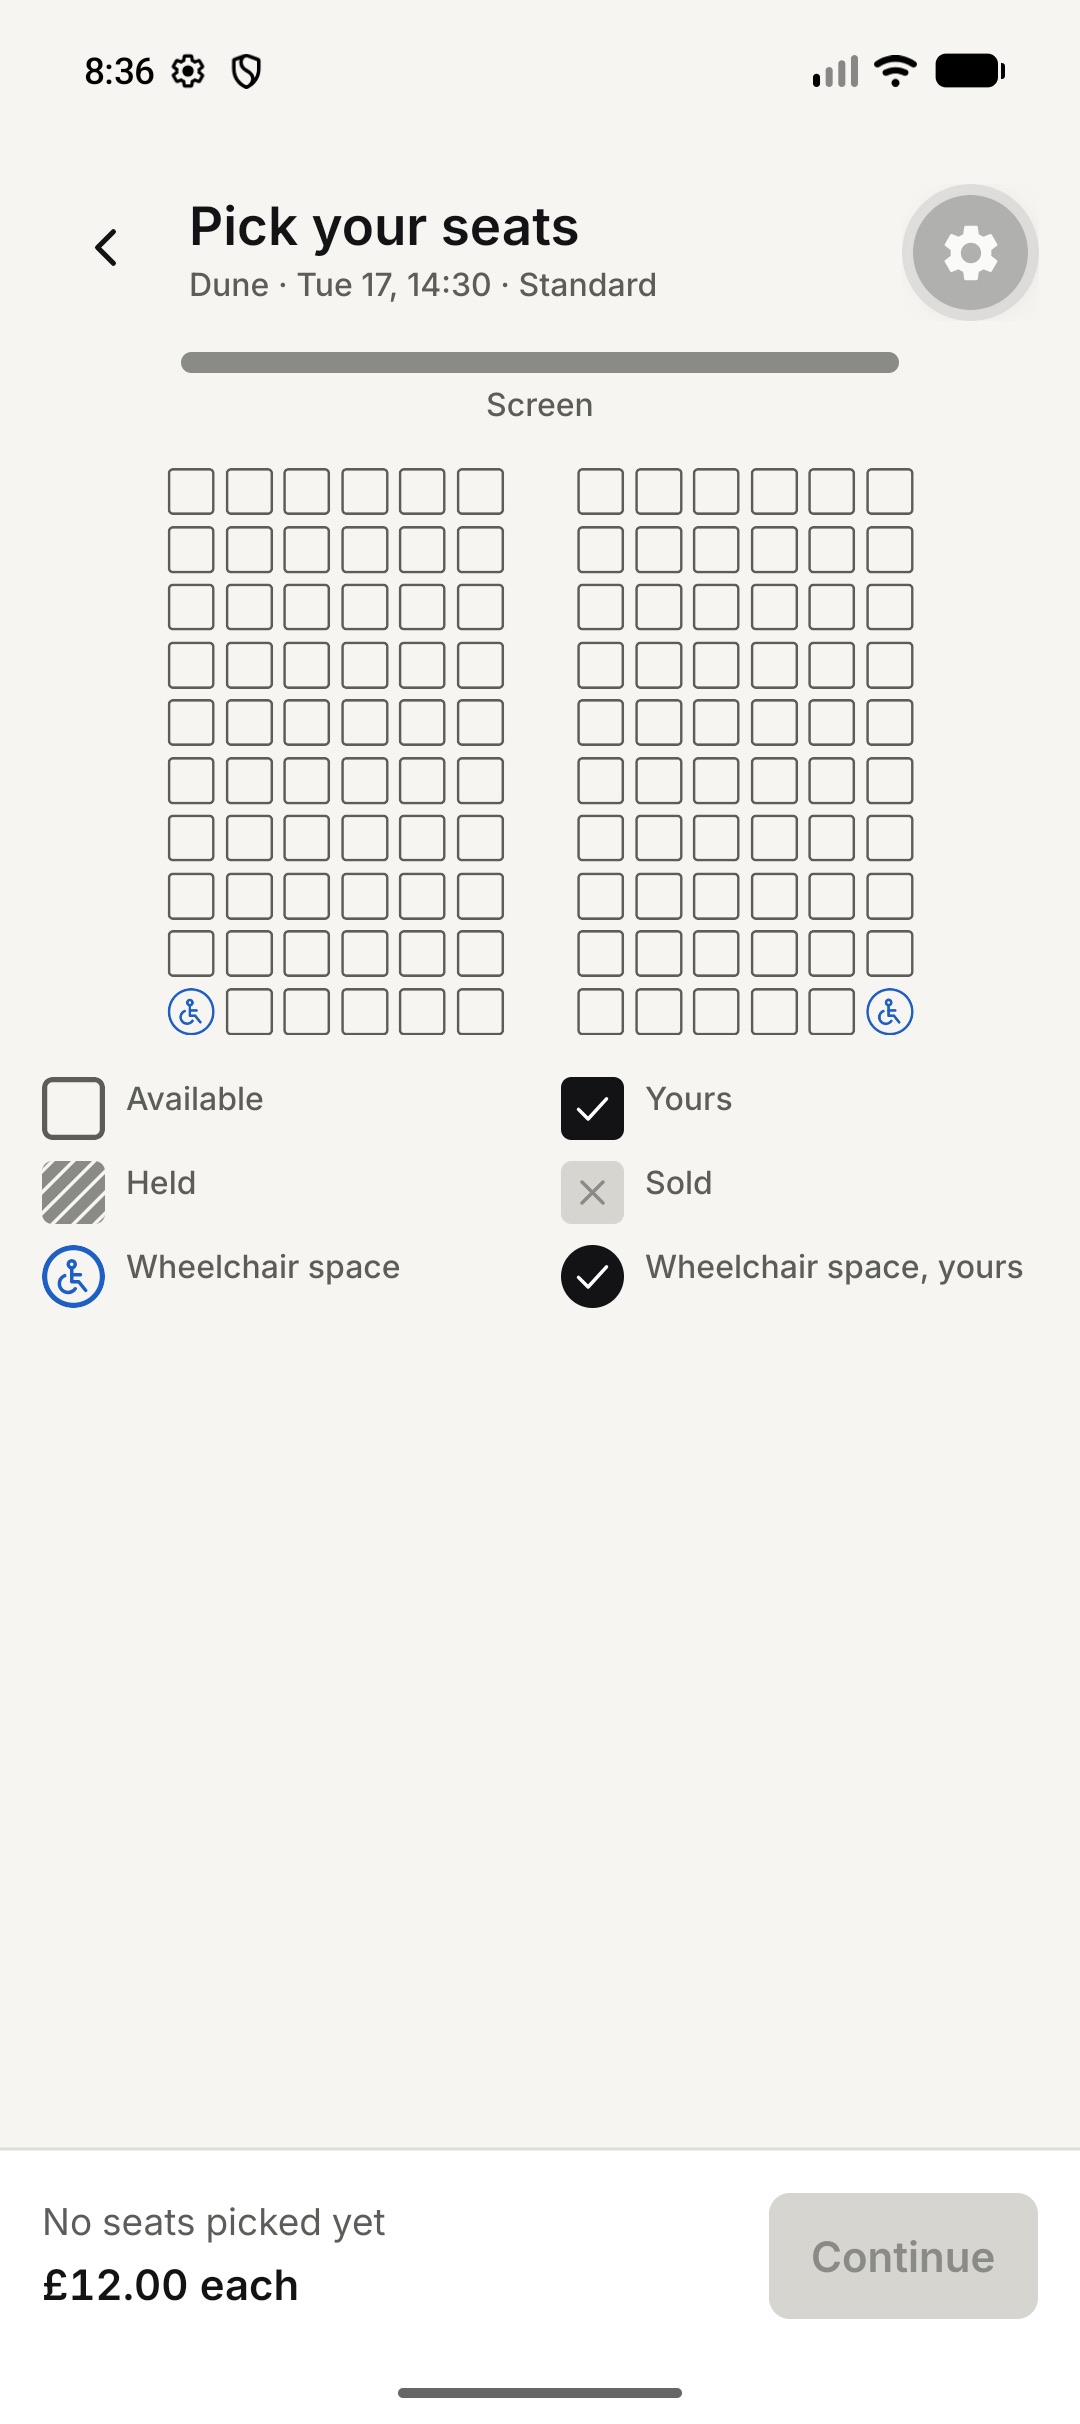 8:36
Pick your seats
Dune · Tue 17, 14:30 · Standard
Screen
Available
Yours
Held
Sold
Wheelchair space
Wheelchair space, yours
No seats picked yet
£12.00 each
Continue